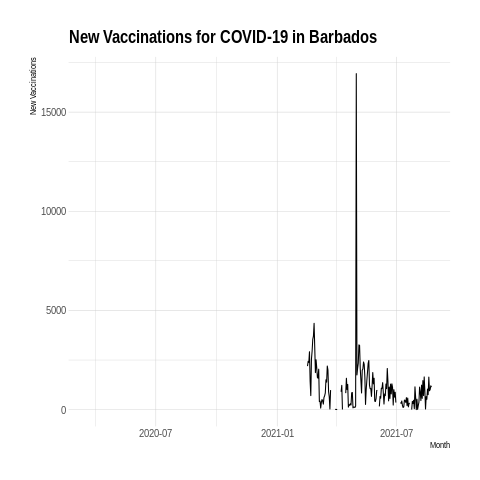 New Vaccinations for COVID-19 in Barbados
New Vaccinations
15000
10000
5000
0
2020-07
2021-01
2021-07
Month